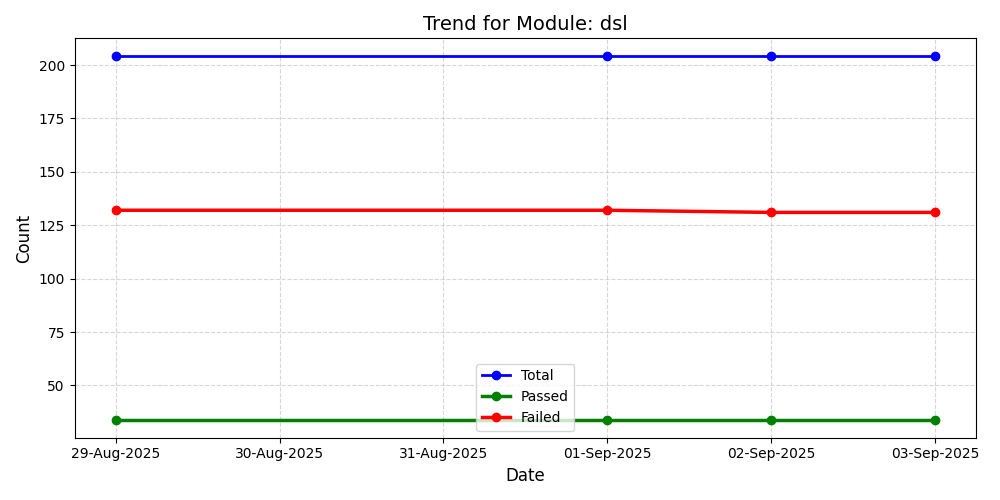 Trend for Module: dsl
200
175
150
125
100
75
50
Count
Total
Passed
Failed
29-Aug-2025 30-Aug-2025 31-Aug-2025 01-Sep-2025 02-Sep-2025 03-Sep-2025
Date